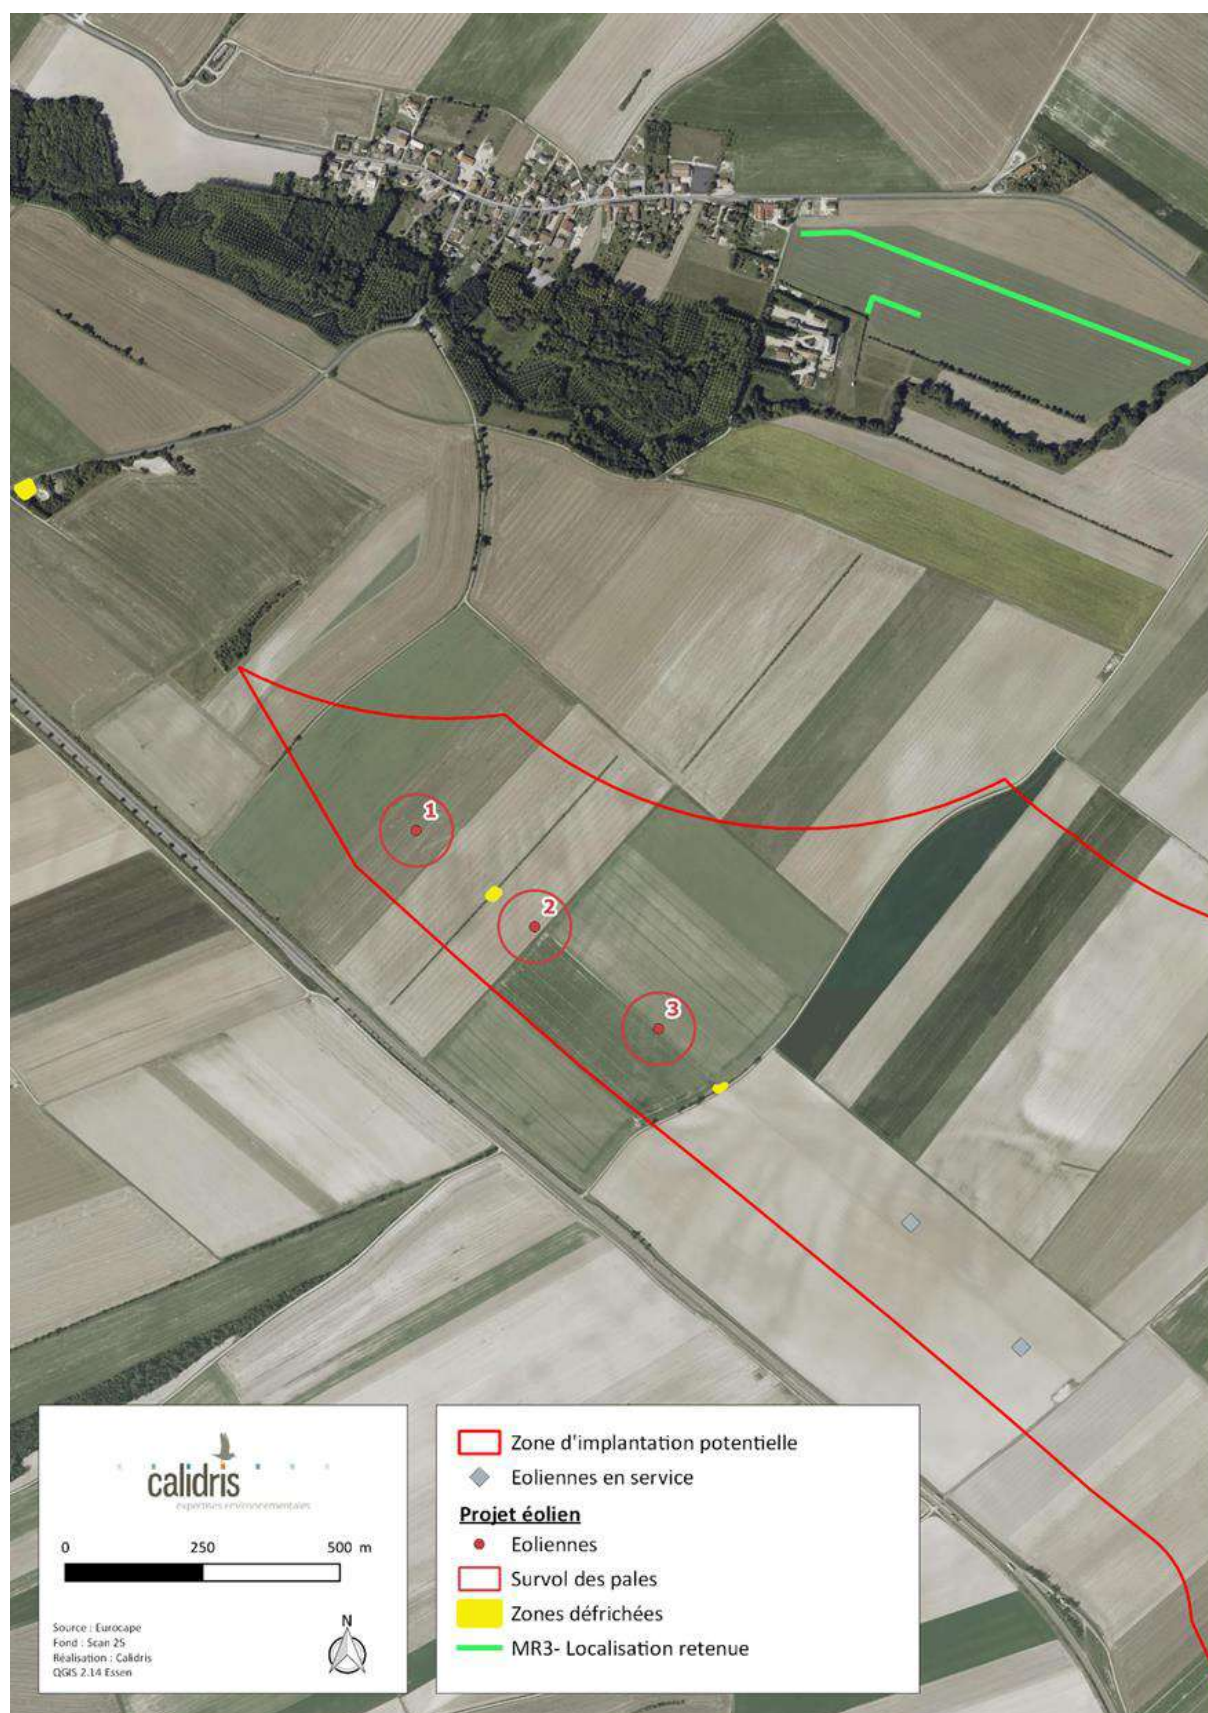 1
2
3
calidris
expertises environnementales
0 250 500 m
Source : Eurocape
Fond : Scan 25
Réalisation : Calidris
QGIS 2.14 Essen
N
Zone d'implantation potentielle
Eoliennes en service
Projet éolien
Eoliennes
Survol des pales
Zones défrichées
MR3- Localisation retenue